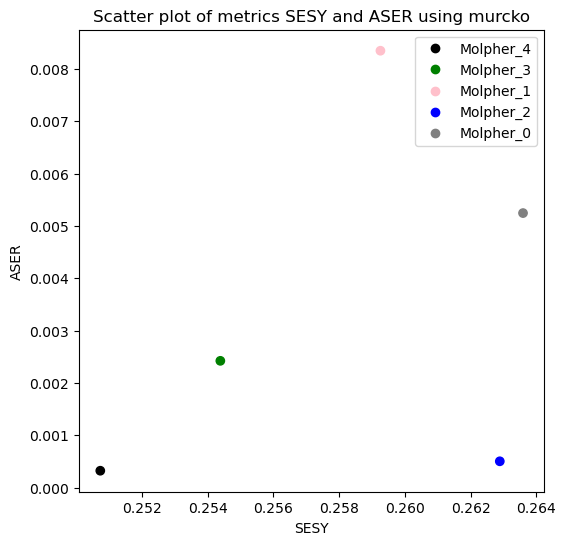 Scatter plot of metrics SESY and ASER using murcko
Molpher_4
Molpher_3
Molpher_1
Molpher_2
Molpher_0
0.008
0.007
0.006
0.005
0.004
0.003
0.002
0.001
0.000
ASER
0.252
0.254
0.256
0.258
0.260
0.262
0.264
SESY